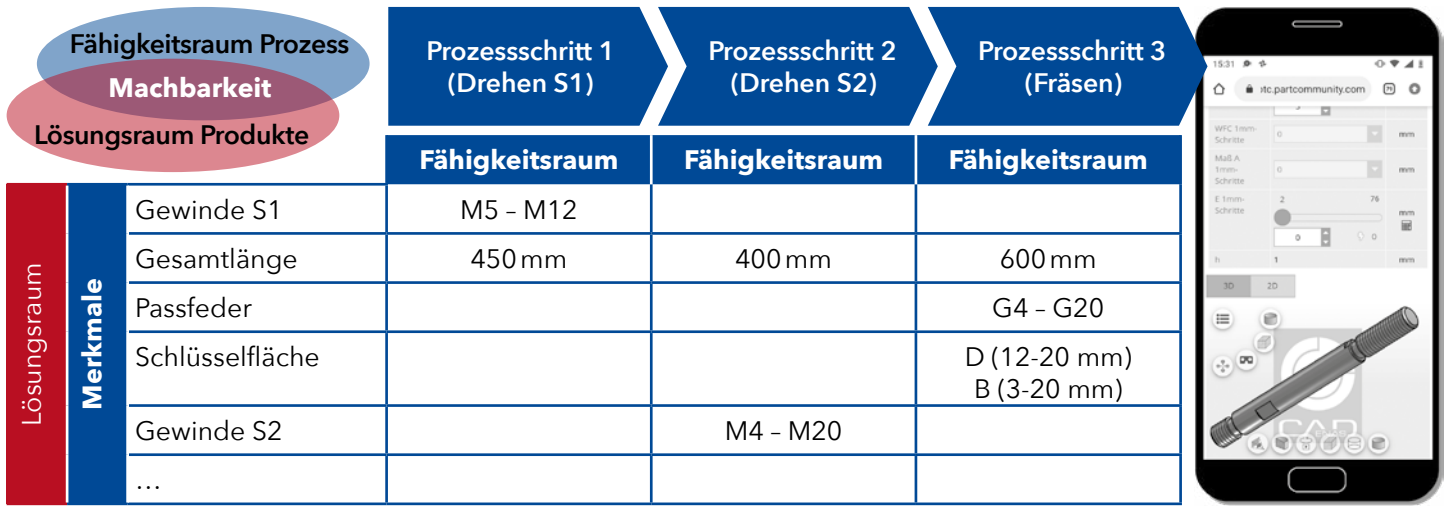 Fähigkeitsraum Prozess
Machbarkeit
Lösungsraum Produkte
Prozessschritt 1
(Drehen S1)
Prozessschritt 2
(Drehen S2)
Prozessschritt 3
(Fräsen)
Fähigkeitsraum Fähigkeitsraum Fähigkeitsraum
Lösungsraum
Merkmale
Gewinde S1 M5 – M12
Gesamtlänge 450 mm 400 mm 600 mm
Passfeder G4 – G20
Schlüsselfläche D (12-20 mm)
B (3-20 mm)
Gewinde S2 M4 – M20
…
15:31
otc.partcommunity.com
WFC 1mm-
Schritte 0 mm
Maß A
1mm-
Schritte 0 mm
E 1mm-
Schritte 2 76
mm
0 0
h 1 mm
3D 2D
CAD